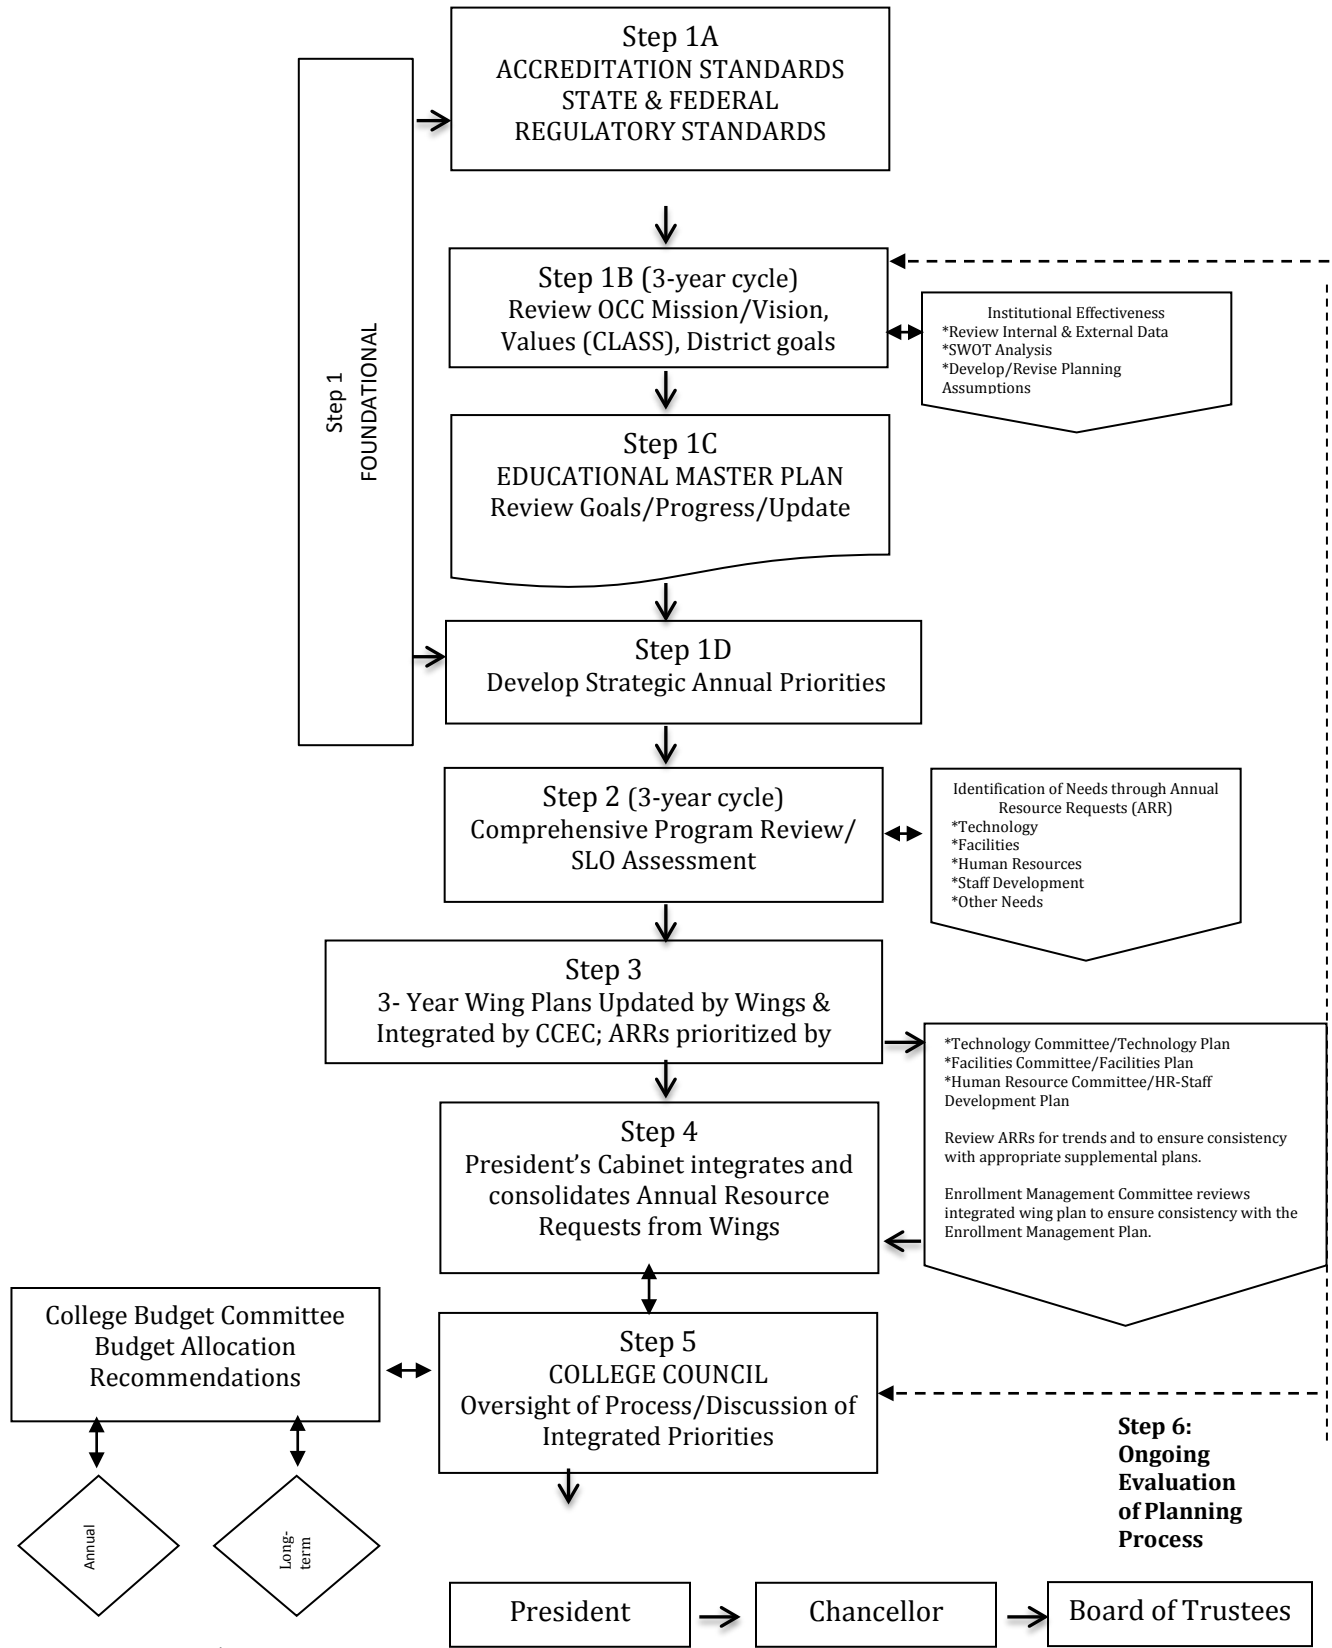 Step 1A
ACCREDITATION STANDARDS
STATE & FEDERAL
REGULATORY STANDARDS
Step 1
FOUNDATIONAL
Step 1B (3-year cycle)
Review OCC Mission/Vision,
Values (CLASS), District goals
Institutional Effectiveness
*Review Internal & External Data
*SWOT Analysis
*Develop/Revise Planning
Assumptions
Step 1C
EDUCATIONAL MASTER PLAN
Review Goals/Progress/Update
Step 1D
Develop Strategic Annual Priorities
Step 2 (3-year cycle)
Comprehensive Program Review/
SLO Assessment
Identification of Needs through Annual
Resource Requests (ARR)
*Technology
*Facilities
*Human Resources
*Staff Development
*Other Needs
Step 3
3- Year Wing Plans Updated by Wings &
Integrated by CCEC; ARRs prioritized by
*Technology Committee/Technology Plan
*Facilities Committee/Facilities Plan
*Human Resource Committee/HR-Staff
Development Plan
Review ARRs for trends and to ensure consistency
with appropriate supplemental plans.
Enrollment Management Committee reviews
integrated wing plan to ensure consistency with the
Enrollment Management Plan.
Step 4
President's Cabinet integrates and
consolidates Annual Resource
Requests from Wings
College Budget Committee
Budget Allocation
Recommendations
Step 5
COLLEGE COUNCIL
Oversight of Process/Discussion of
Integrated Priorities
Step 6:
Ongoing
Evaluation
of Planning
Process
Annual
Long-
term
President
Chancellor
Board of Trustees